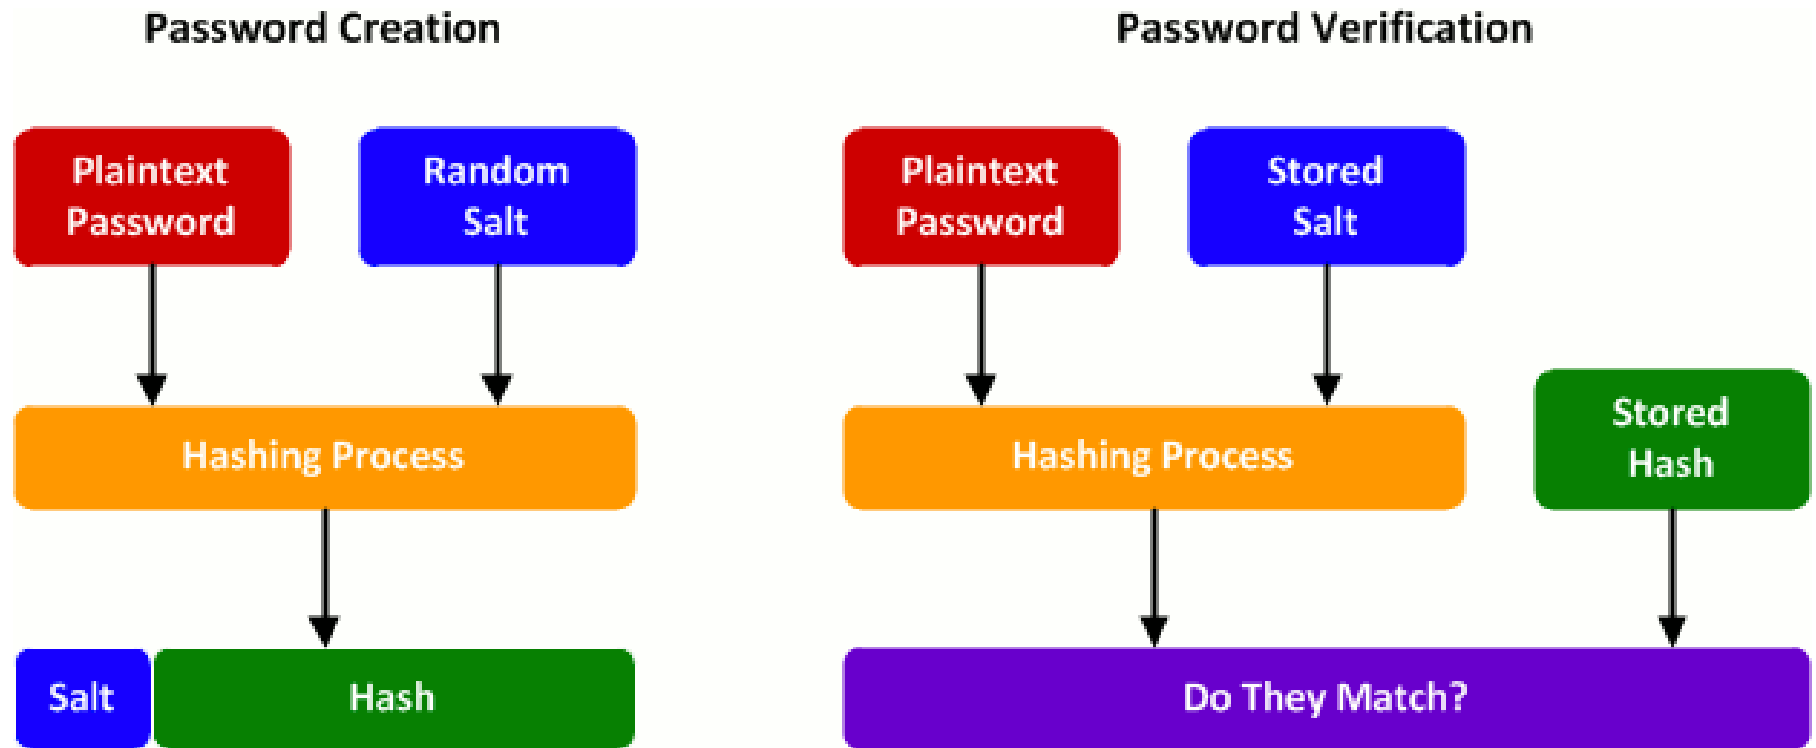 Password Creation
Plaintext
Password
Random
Salt
Hashing Process
Salt
Hash
Password Verification
Plaintext
Password
Stored
Salt
Hashing Process
Stored
Hash
Do They Match?